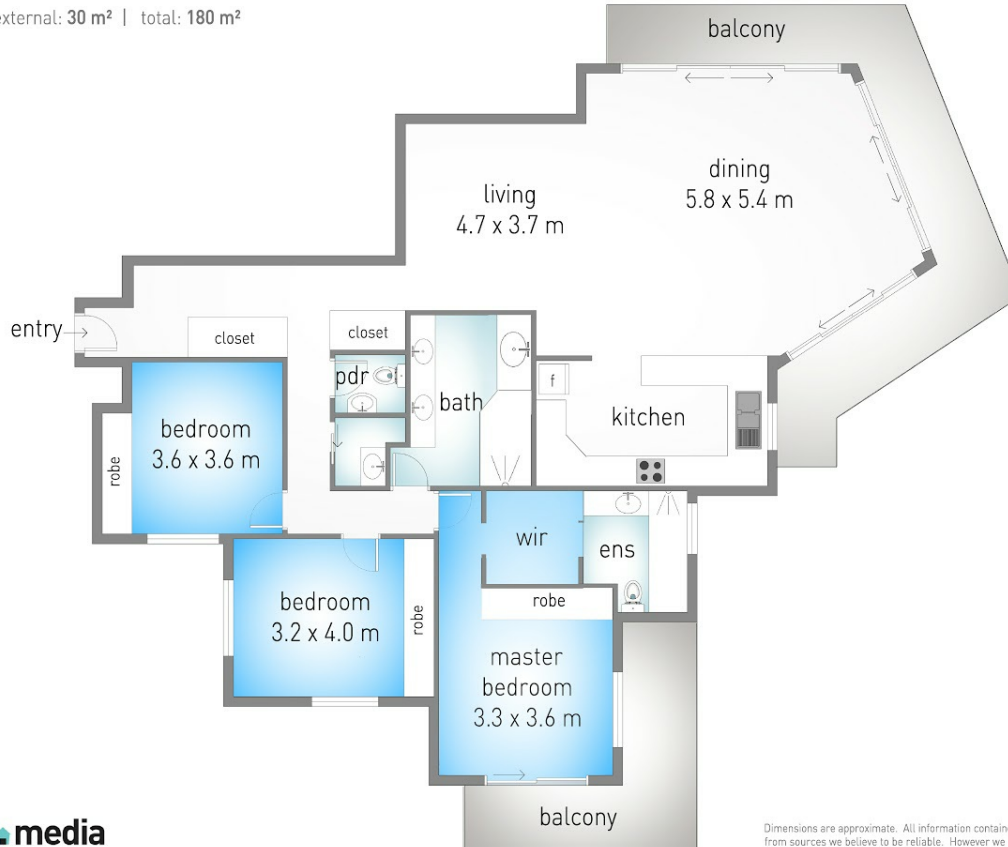 external: 30 m² | total: 180 m²
balcony
dining
5.8 x 5.4 m
living
4.7 x 3.7 m
entry
closet
closet
pdr
bath
f
kitchen
bedroom
3.6 x 3.6 m
robe
wir
ens
bedroom
3.2 x 4.0 m
robe
robe
master
bedroom
3.3 x 3.6 m
balcony
media
Dimensions are approximate. All information contain
from sources we believe to be reliable. However we